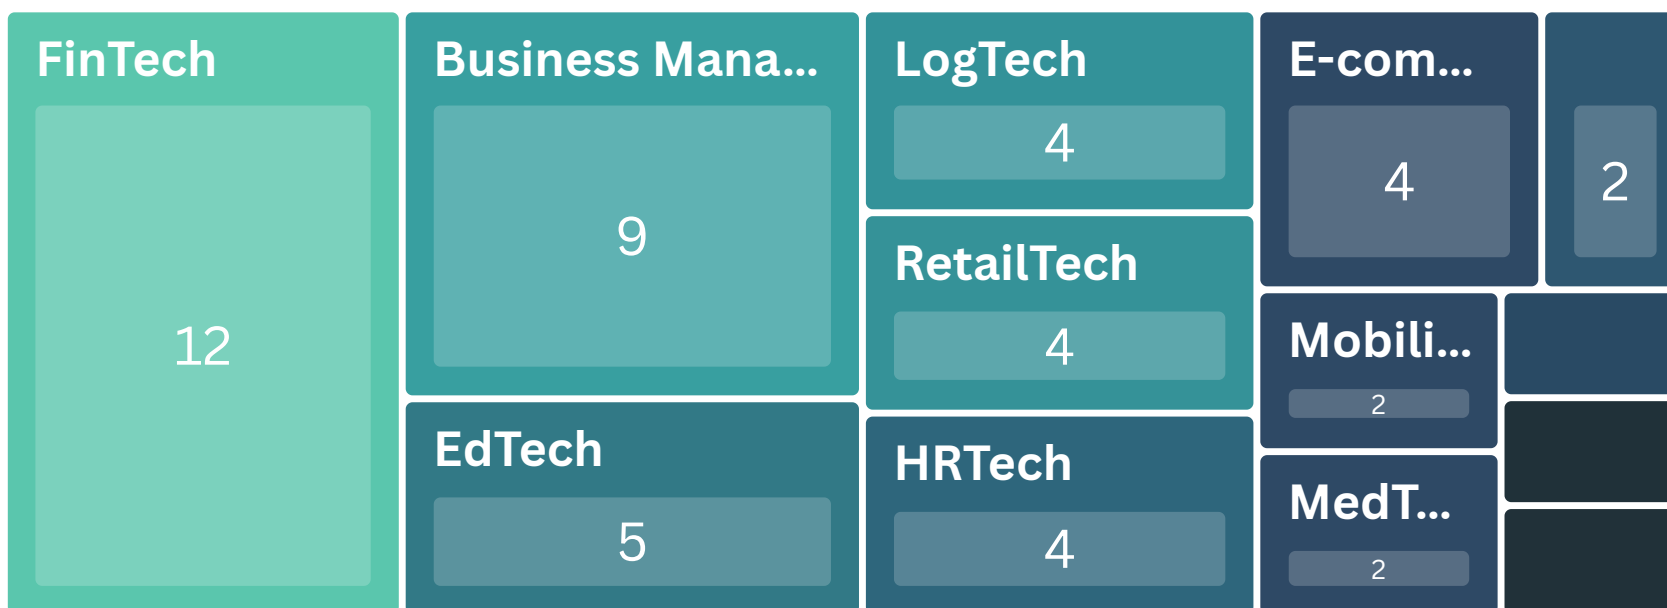 FinTech
12
Business Mana...
9
EdTech
5
LogTech
4
RetailTech
4
HRTech
4
E-com...
4
2
Mobili...
2
MedT...
2